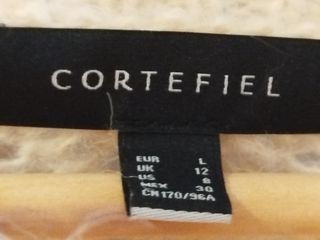 CORTEFIEL
EUR L
UK 12
US 8
MEX 30
CN 170/96A